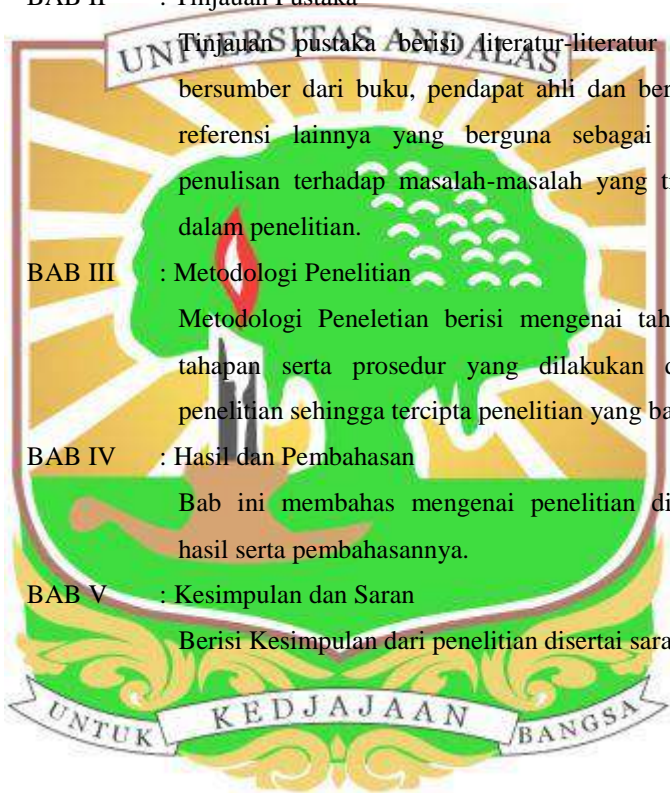 BAB II : Tinjauan Pustaka
UNIVERSITAS ANDALAS
Tinjauan pustaka berisi literatur-literatur
bersumber dari buku, pendapat ahli dan ber
referensi lainnya yang berguna sebagai
penulisan terhadap masalah-masalah yang t
dalam penelitian.
BAB III : Metodologi Penelitian
Metodologi Peneletian berisi mengenai tah
tahapan serta prosedur yang dilakukan
penelitian sehingga tercipta penelitian yang ba
BAB IV : Hasil dan Pembahasan
Bab ini membahas mengenai penelitian di
hasil serta pembahasannya.
BAB V : Kesimpulan dan Saran
Berisi Kesimpulan dari penelitian disertai sara
UNTUK KEDJAJAAN BANGSA